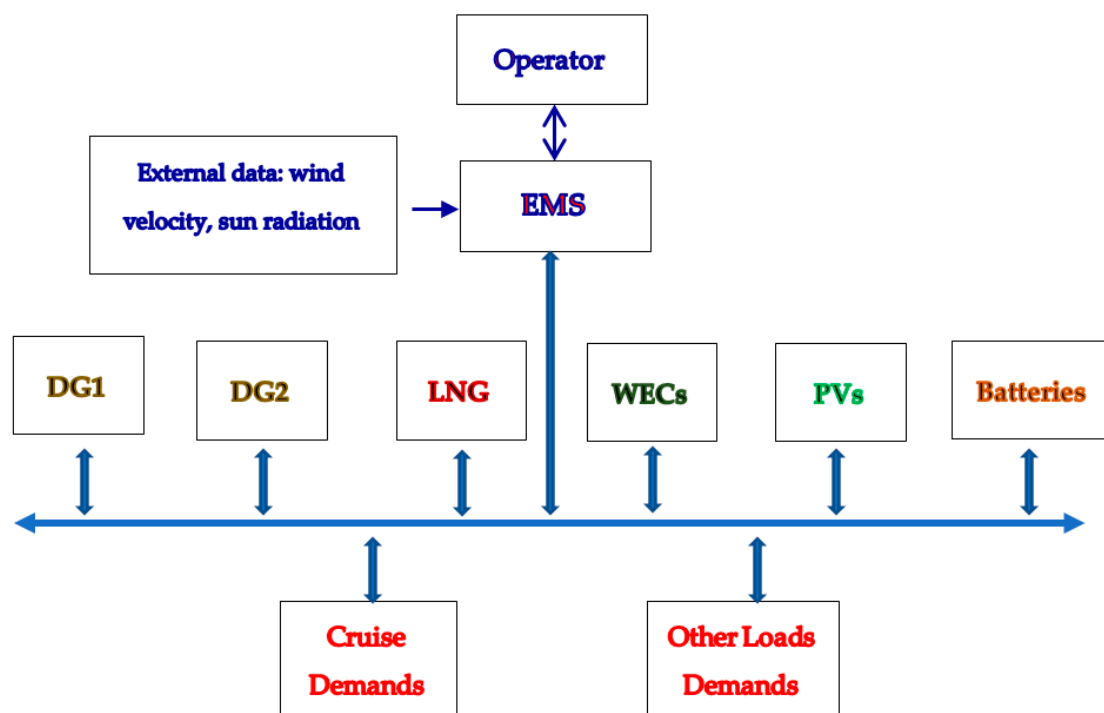 Operator
External data: wind
velocity, sun radiation
EMS
DG1
DG2
LNG
WECs
PVs
Batteries
Cruise
Demands
Other Loads
Demands